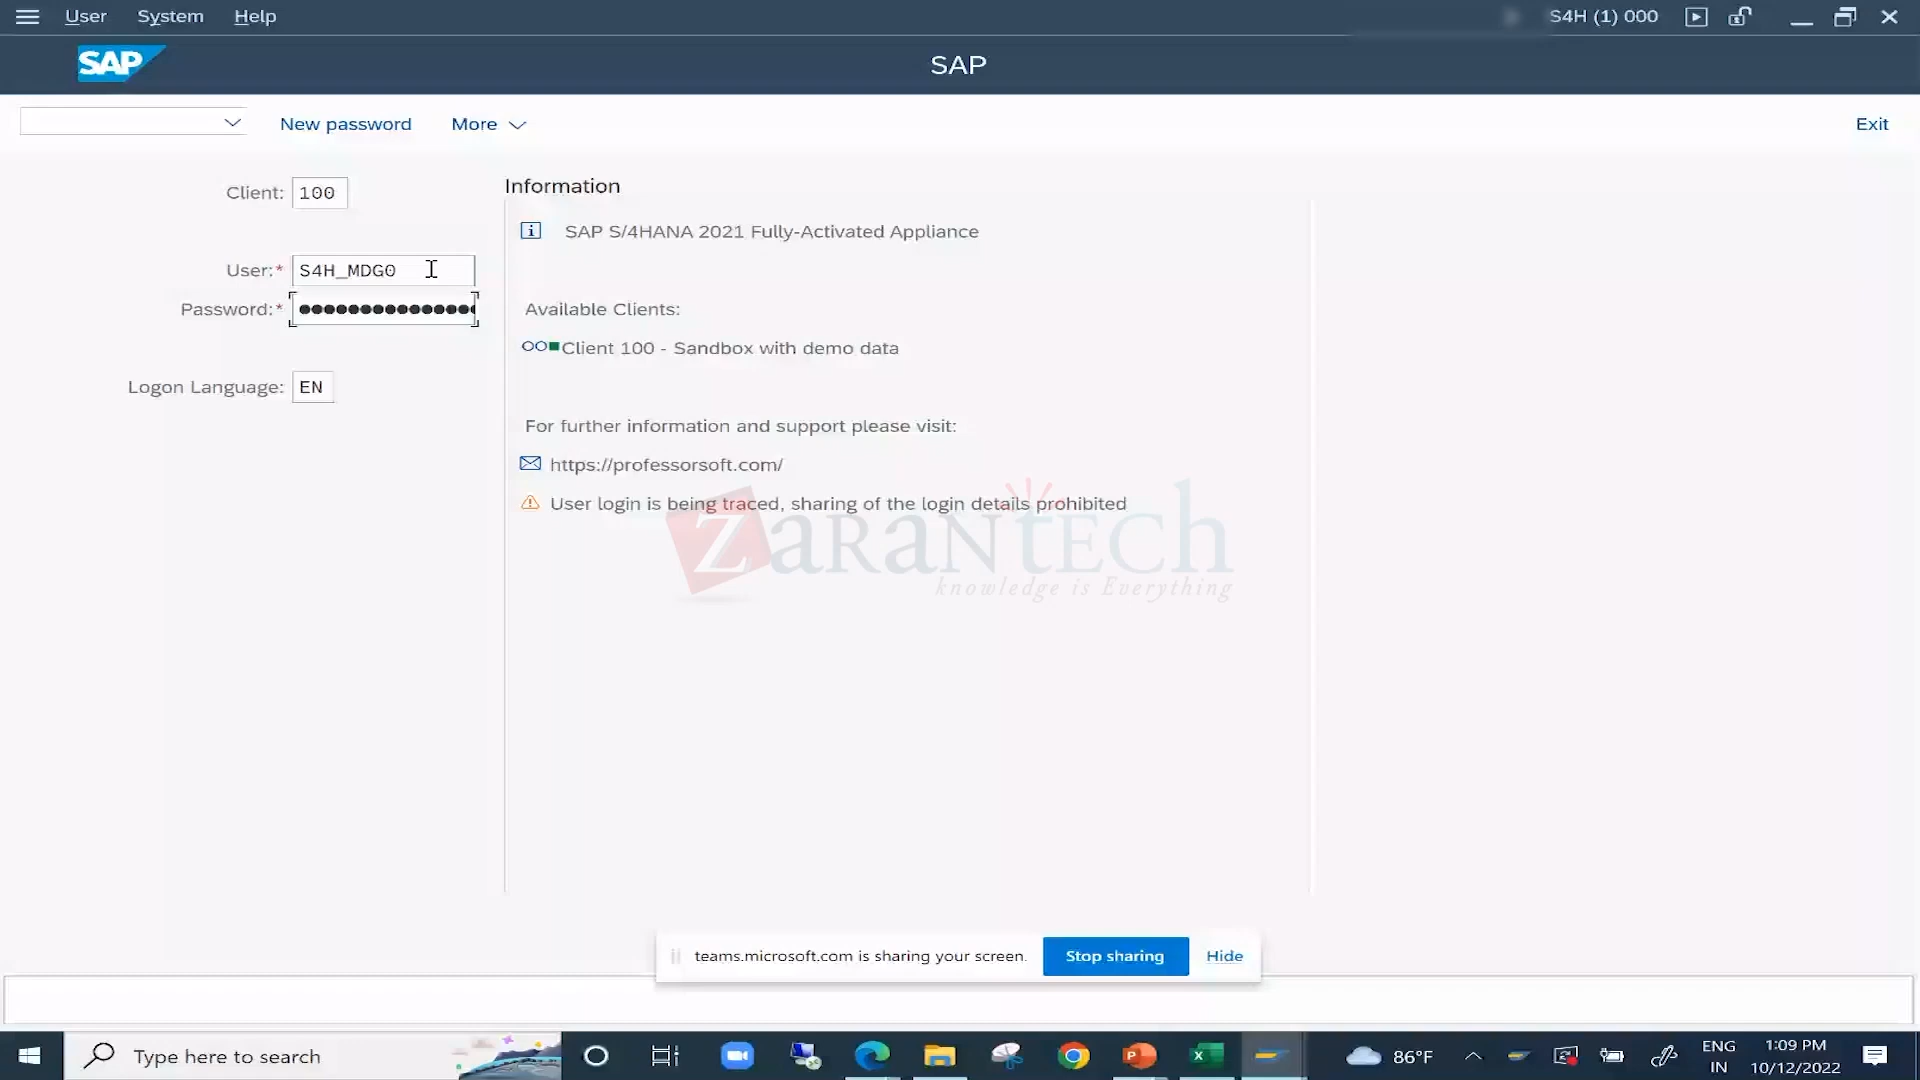 User System Help
S4H (1) 000
SAP
SAP
New password More
Exit
Client: 100
User:* S4H_MDG0
Password:* ●●●●●●●●●●●●●●●
Logon Language: EN
Information
SAP S/4HANA 2021 Fully-Activated Appliance
Available Clients:
Client 100 - Sandbox with demo data
For further information and support please visit:
https://professorsoft.com/
User login is being traced, sharing of the login details prohibited
ZaraNtech
knowledge is Everything
teams.microsoft.com is sharing your screen. Stop sharing Hide
Type here to search
86°F
ENG
IN
1:09 PM
10/12/2022